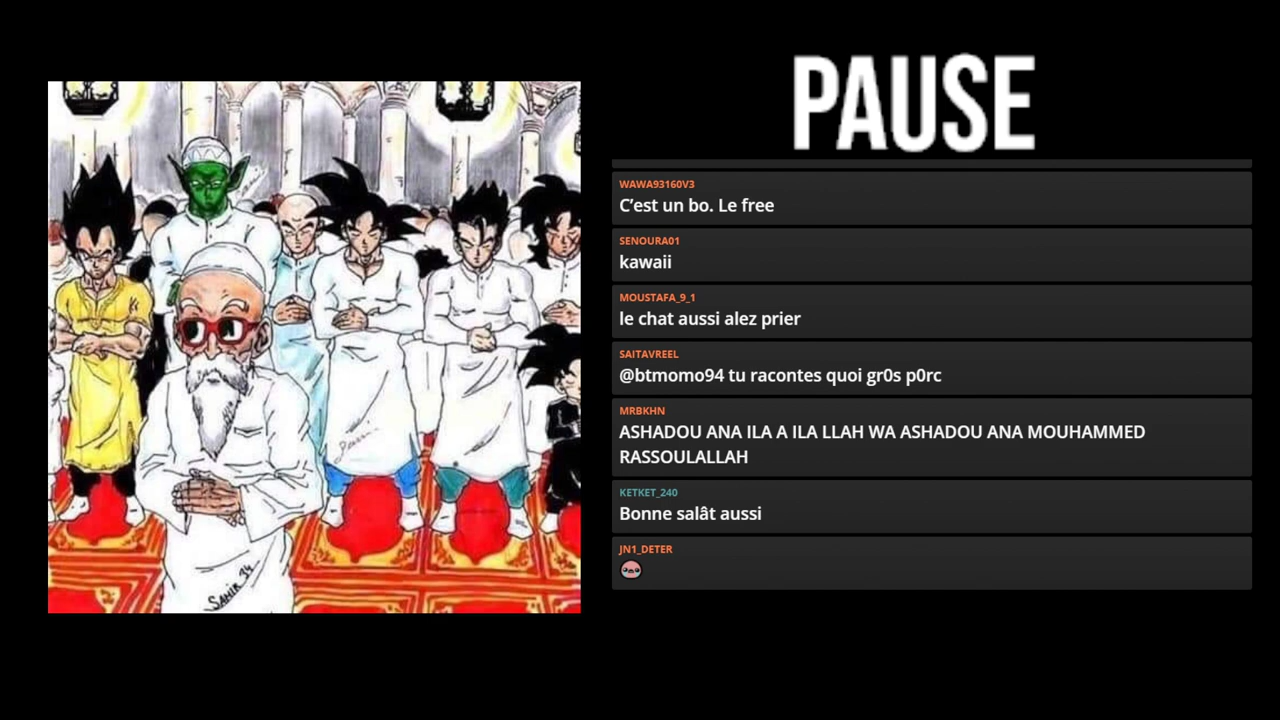 PAUSE
WAWA93160V3
C'est un bo. Le free
SENOURA01
kawaii
MOUSTAFA_9_1
le chat aussi alez prier
SAITAVREEL
@btmomo94 tu racontes quoi gr0s p0rc
MRBKHN
ASHADOU ANA ILA A ILA LLAH WA ASHADOU ANA MOUHAMMED
RASSOULALLAH
KETKET_240
Bonne salât aussi
JN1_DETER